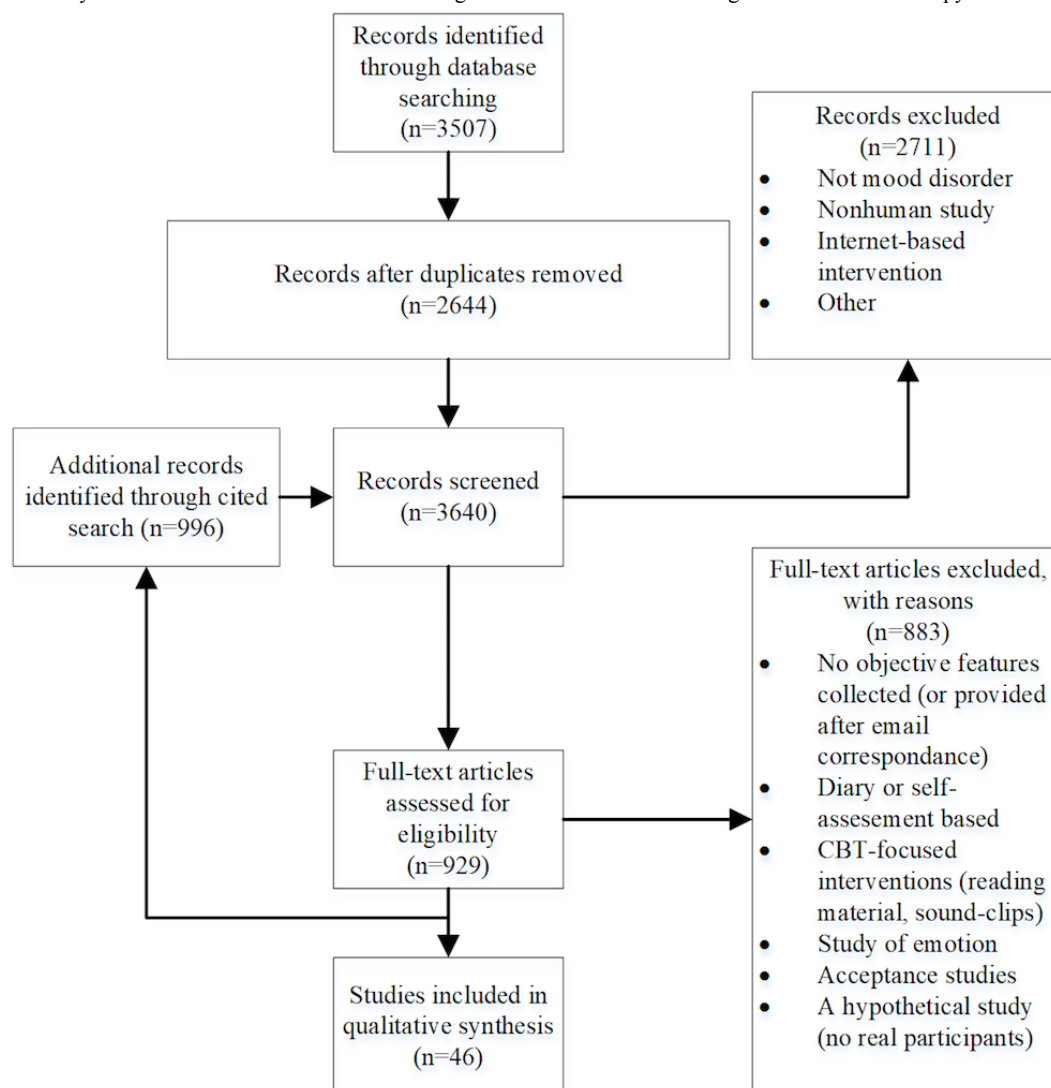 Records identified
through database
searching
(n=3507)
Records excluded
(n=2711)
• Not mood disorder
• Nonhuman study
• Internet-based
intervention
• Other
Records after duplicates removed
(n=2644)
Additional records
identified through cited
search (n=996)
Records screened
(n=3640)
Full-text articles excluded,
with reasons
(n=883)
• No objective features
collected (or provided
after email
correspondance)
• Diary or self-
assesement based
• CBT-focused
interventions (reading
material, sound-clips)
• Study of emotion
• Acceptance studies
• A hypothetical study
(no real participants)
Full-text articles
assessed for
eligibility
(n=929)
Studies included in
qualitative synthesis
(n=46)